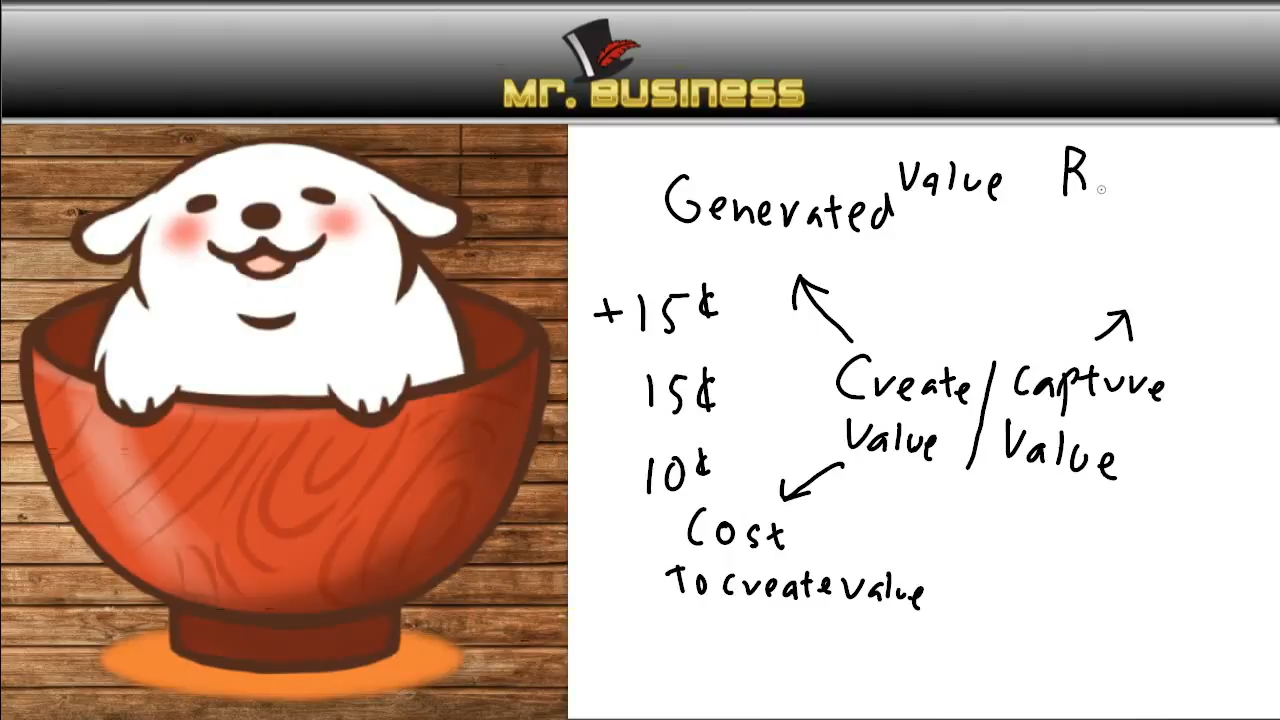 Mr. Business
Generated Value R
+15¢
15¢
10¢
Create / Capture
Value / Value
Cost
To create value